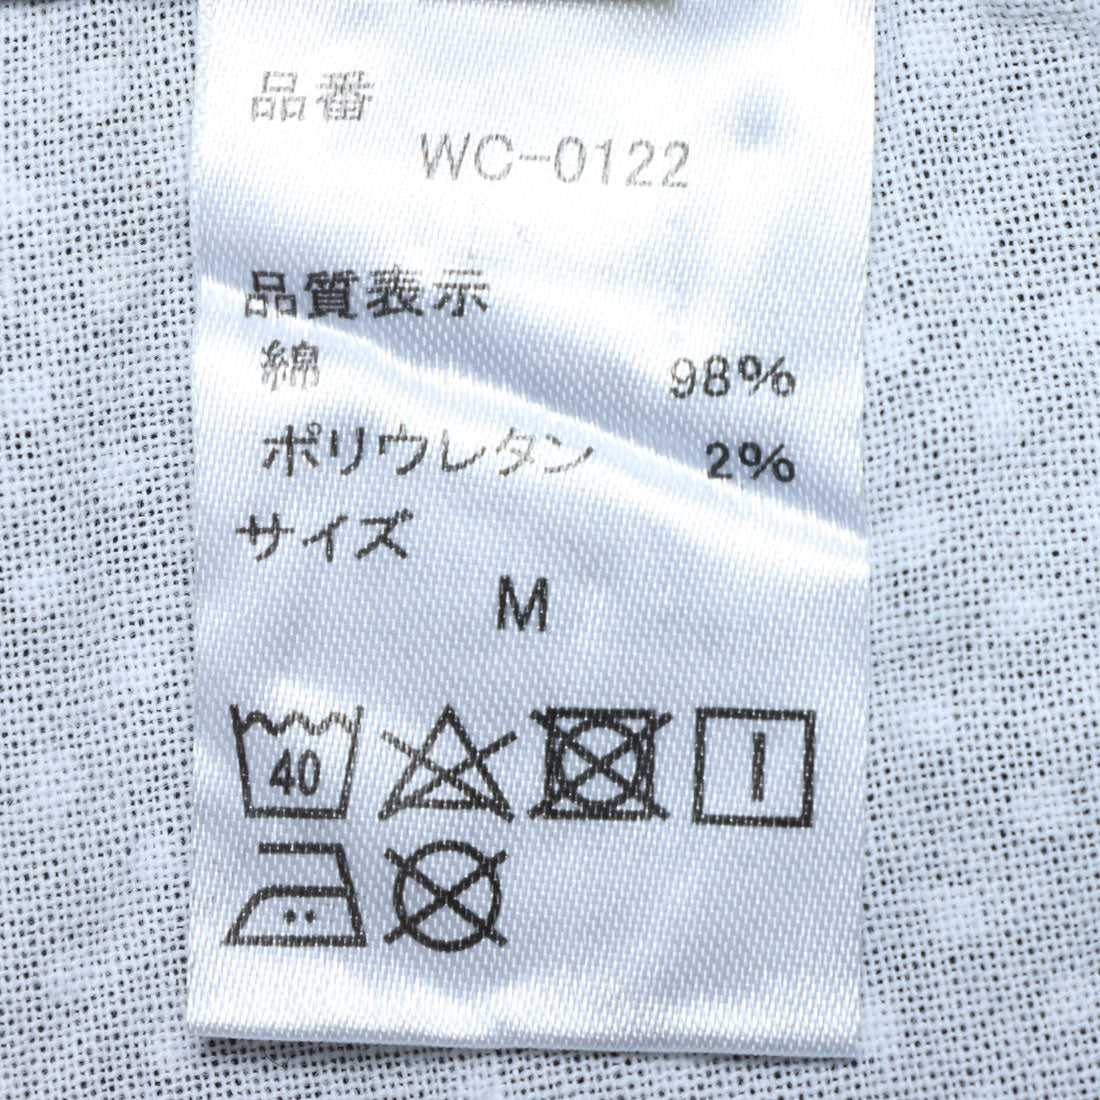 品番
WC-0122
品質表示
綿 98%
ポリウレタン 2%
サイズ
M
40